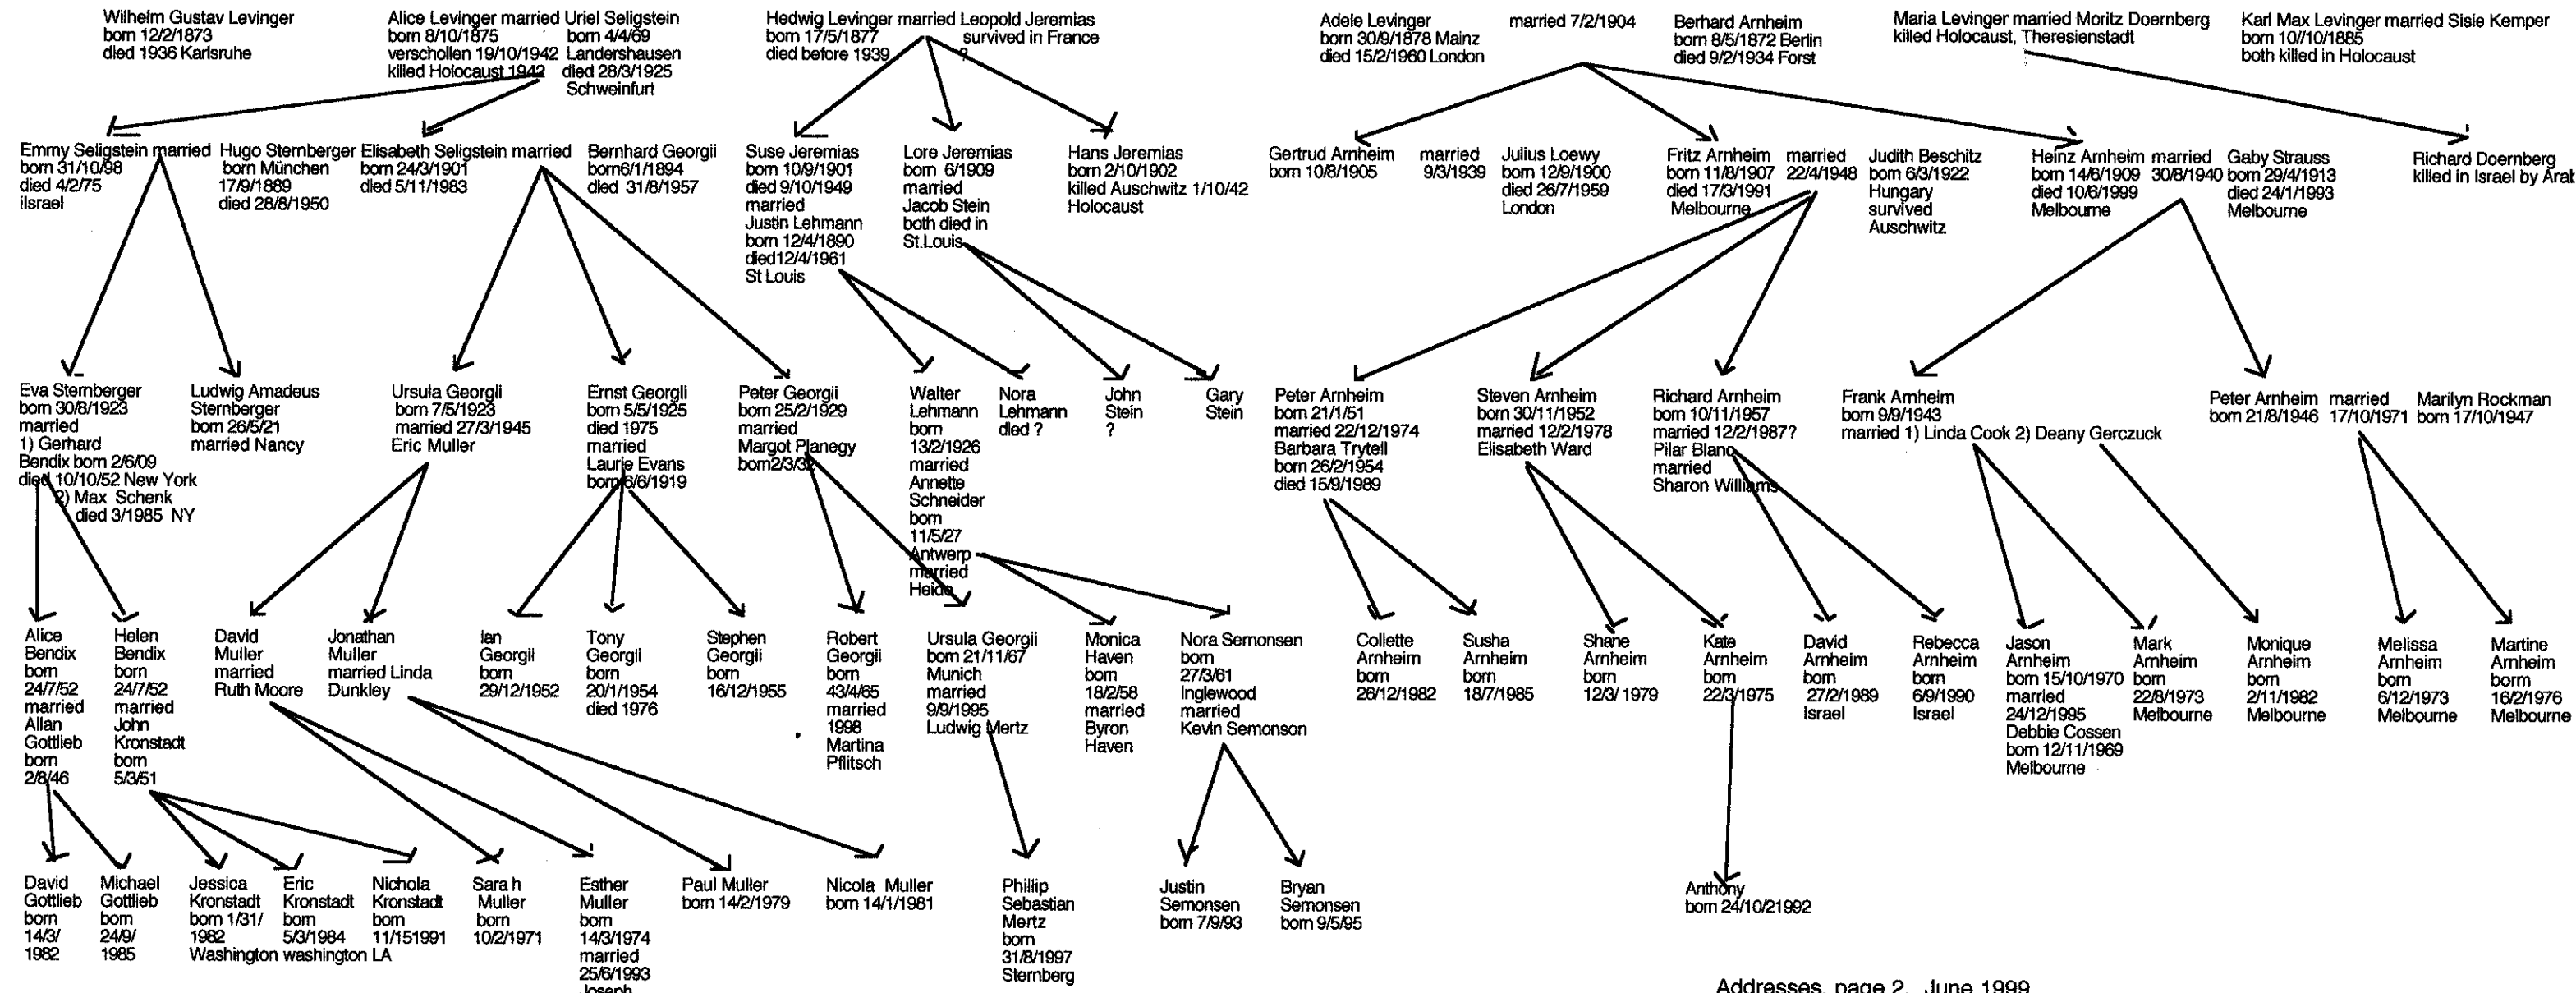 Wilhelm Gustav Levinger
born 12/2/1873
died 1936 Karlsruhe
Alice Levinger married Uriel Seligstein
born 8/10/1875 born 4/4/69
verschollen 19/10/1942 Landershausen
killed Holocaust 1942 died 28/3/1925
Schweinfurt
Hedwig Levinger married Leopold Jeremias
born 17/5/1877 survived in France
died before 1939 ?
Adele Levinger married 7/2/1904 Berhard Arnheim
born 30/9/1878 Mainz born 8/5/1872 Berlin
died 15/2/1960 London died 9/2/1934 Forst
Maria Levinger married Moritz Doernberg
killed Holocaust, Theresienstadt
Karl Max Levinger married Sisie Kemper
born 10//10/1885
both killed in Holocaust
Emmy Seligstein married Hugo Sternberger
born 31/10/98 born München
died 4/2/75 17/9/1889
iIsrael died 28/8/1950
Elisabeth Seligstein married Bernhard Georgii
born 24/3/1901 born6/1/1894
died 5/11/1983 died 31/8/1957
Suse Jeremias
born 10/9/1901
died 9/10/1949
married
Justin Lehmann
born 12/4/1890
died12/4/1961
St Louis
Lore Jeremias
born 6/1909
married
Jacob Stein
both died in
St.Louis
Hans Jeremias
born 2/10/1902
killed Auschwitz 1/10/42
Holocaust
Gertrud Arnheim married Julius Loewy
born 10/8/1905 9/3/1939 born 12/9/1900
died 26/7/1959
London
Fritz Arnheim married Judith Beschitz
born 11/8/1907 22/4/1948 born 6/3/1922
died 17/3/1991 Hungary
Melbourne survived
Auschwitz
Heinz Arnheim married Gaby Strauss
born 14/6/1909 30/8/1940 born 29/4/1913
died 10/6/1999 died 24/1/1993
Melbourne Melbourne
Richard Doernberg
killed in Israel by Arab
Eva Sternberger
born 30/8/1923
married
1) Gerhard
Bendix born 2/6/09
died 10/10/52 New York
2) Max Schenk
died 3/1985 NY
Ludwig Amadeus
Sternberger
born 26/5/21
married Nancy
Ursula Georgii
born 7/5/1923
married 27/3/1945
Eric Muller
Ernst Georgii
born 5/5/1925
died 1975
married
Laurie Evans
born 6/6/1919
Peter Georgii
born 25/2/1929
married
Margot Planegy
born2/3/32
Walter
Lehmann
born
13/2/1926
married
Annette
Schneider
born
11/5/27
Antwerp
married
Heide
Nora
Lehmann
died ?
John
Stein
?
Gary
Stein
Peter Arnheim
born 21/1/51
married 22/12/1974
Barbara Trytell
born 26/2/1954
died 15/9/1989
Steven Arnheim
born 30/11/1952
married 12/2/1978
Elisabeth Ward
Richard Arnheim
born 10/11/1957
married 12/2/1987?
Pilar Blanc
married
Sharon Williams
Frank Arnheim
born 9/9/1943
married 1) Linda Cook 2) Deany Gerczuck
Peter Arnheim married Marilyn Rockman
born 21/8/1946 17/10/1971 born 17/10/1947
Alice
Bendix
born
24/7/52
married
Allan
Gottlieb
born
2/8/46
Helen
Bendix
born
24/7/52
married
John
Kronstadt
born
5/3/51
David
Muller
married
Ruth Moore
Jonathan
Muller
married Linda
Dunkley
Ian
Georgii
born
29/12/1952
Tony
Georgii
born
20/1/1954
died 1976
Stephen
Georgii
born
16/12/1955
Robert
Georgii
born
43/4/65
married
1998
Martina
Pflitsch
Ursula Georgii
born 21/11/67
Munich
married
9/9/1995
Ludwig Mertz
Monica
Haven
born
18/2/58
married
Byron
Haven
Nora Semonsen
born
27/3/61
Inglewood
married
Kevin Semonson
Collette
Arnheim
born
26/12/1982
Susha
Arnheim
born
18/7/1985
Shane
Arnheim
born
12/3/ 1979
Kate
Arnheim
born
22/3/1975
David
Arnheim
born
27/2/1989
Israel
Rebecca
Arnheim
born
6/9/1990
Israel
Jason
Arnheim
born 15/10/1970
married
24/12/1995
Debbie Cossen
born 12/11/1969
Melbourne
Mark
Arnheim
born
22/8/1973
Melbourne
Monique
Arnheim
born
2/11/1982
Melbourne
Melissa
Arnheim
born
6/12/1973
Melbourne
Martine
Arnheim
borm
16/2/1976
Melbourne
David
Gottlieb
born
14/3/
1982
Michael
Gottlieb
born
24/9/
1985
Jessica
Kronstadt
born 1/31/
1982
Washington
Eric
Kronstadt
born
5/3/1984
washington
Nichola
Kronstadt
born
11/151991
LA
Sara h
Muller
born
10/2/1971
Esther
Muller
born
14/3/1974
married
25/6/1993
Joseph
Paul Muller
born 14/2/1979
Nicola Muller
born 14/1/1981
Phillip
Sebastian
Mertz
born
31/8/1997
Sternberg
Justin
Semonsen
born 7/9/93
Bryan
Semonsen
born 9/5/95
Anthony
born 24/10/21992
Addresses, page 2, June 1999